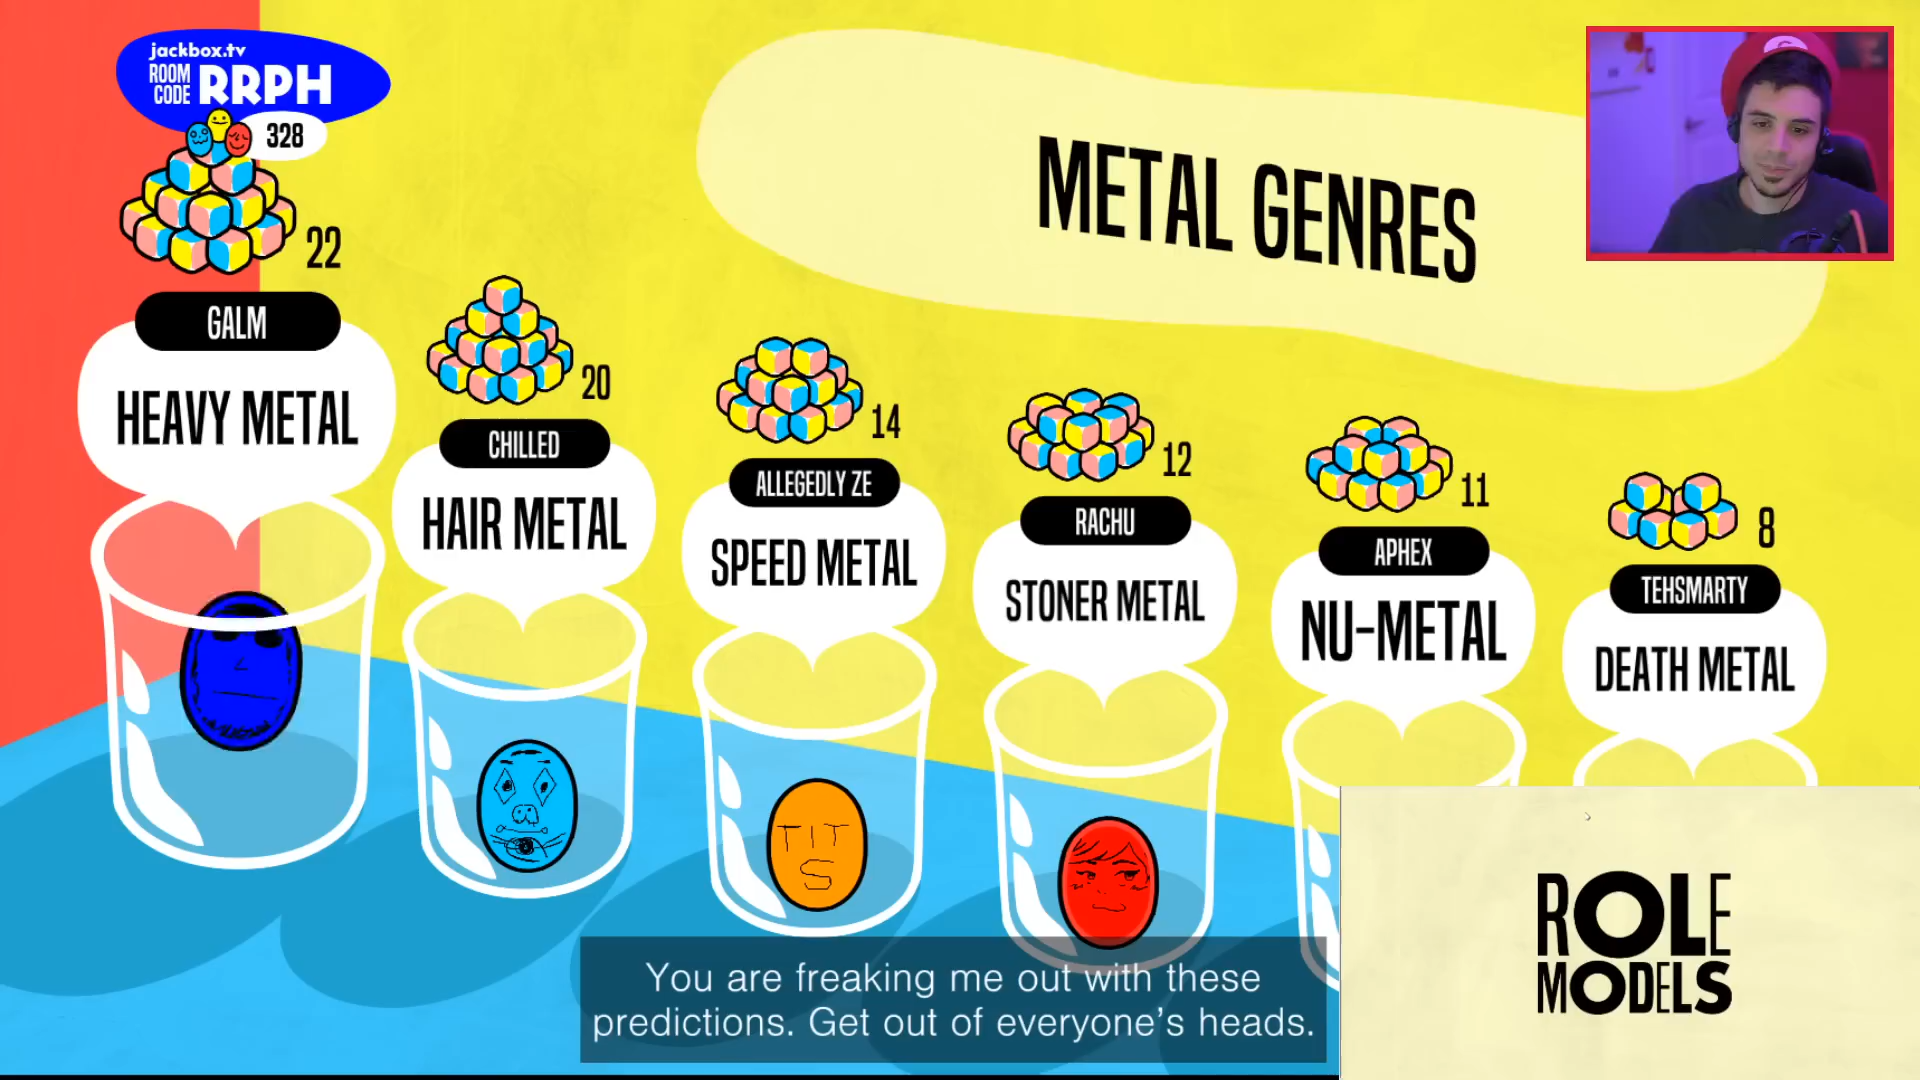 jackbox.tv
ROOM
CODE
RRPH
328
METAL GENRES
22
GALM
HEAVY METAL
20
CHILLED
HAIR METAL
14
ALLEGEDLY ZE
SPEED METAL
12
RACHU
STONER METAL
11
APHEX
NU-METAL
8
TEHSMARTY
DEATH METAL
TIT
S
You are freaking me out with these
predictions. Get out of everyone's heads.
ROLE
MODELS